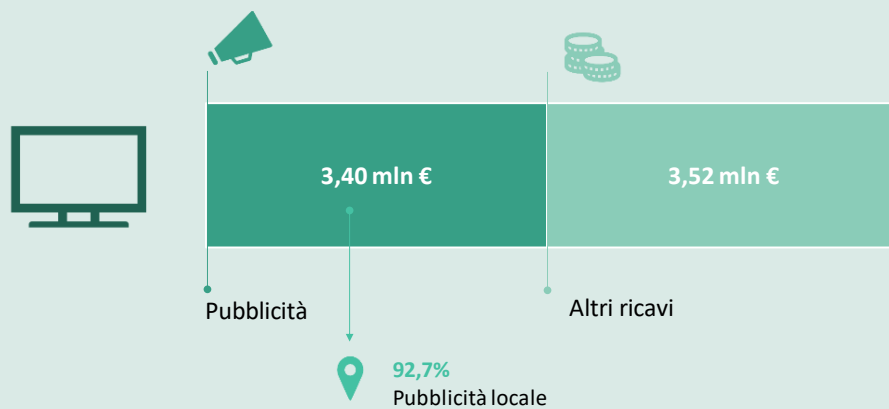 3,40 mln €
3,52 mln €
Pubblicità
Altri ricavi
92,7%
Pubblicità locale